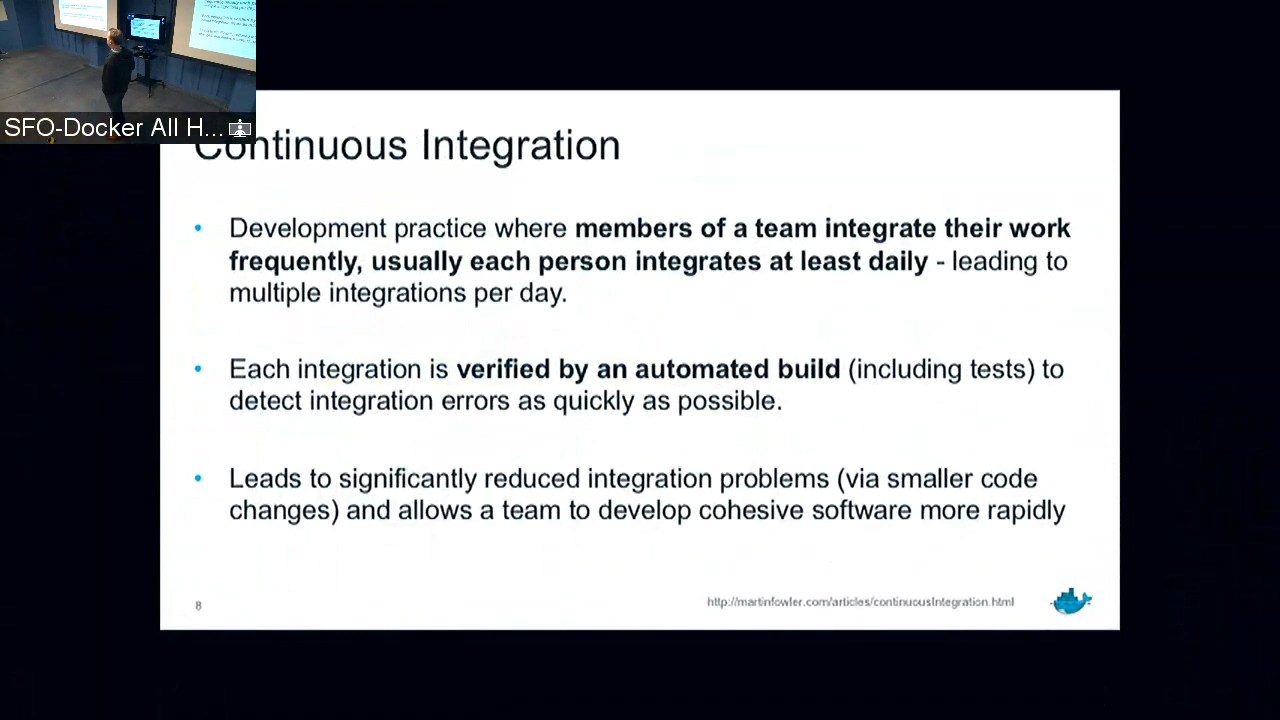 SFO-Docker All H...
Continuous Integration
• Development practice where members of a team integrate their work
frequently, usually each person integrates at least daily - leading to
multiple integrations per day.
• Each integration is verified by an automated build (including tests) to
detect integration errors as quickly as possible.
• Leads to significantly reduced integration problems (via smaller code
changes) and allows a team to develop cohesive software more rapidly
8
http://martinfowler.com/articles/continuousIntegration.html